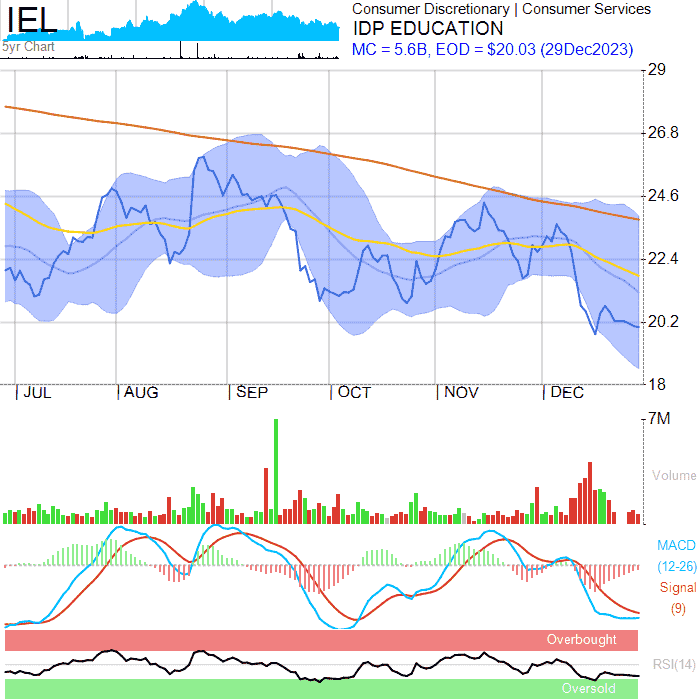 IEL
5yr Chart
Consumer Discretionary | Consumer Services
IDP EDUCATION
MC = 5.6B, EOD = $20.03 (29Dec2023)
29
26.8
24.6
22.4
20.2
18
JUL AUG SEP OCT NOV DEC
7M
Volume
MACD
(12-26)
Signal
(9)
Overbought
RSI(14)
Oversold